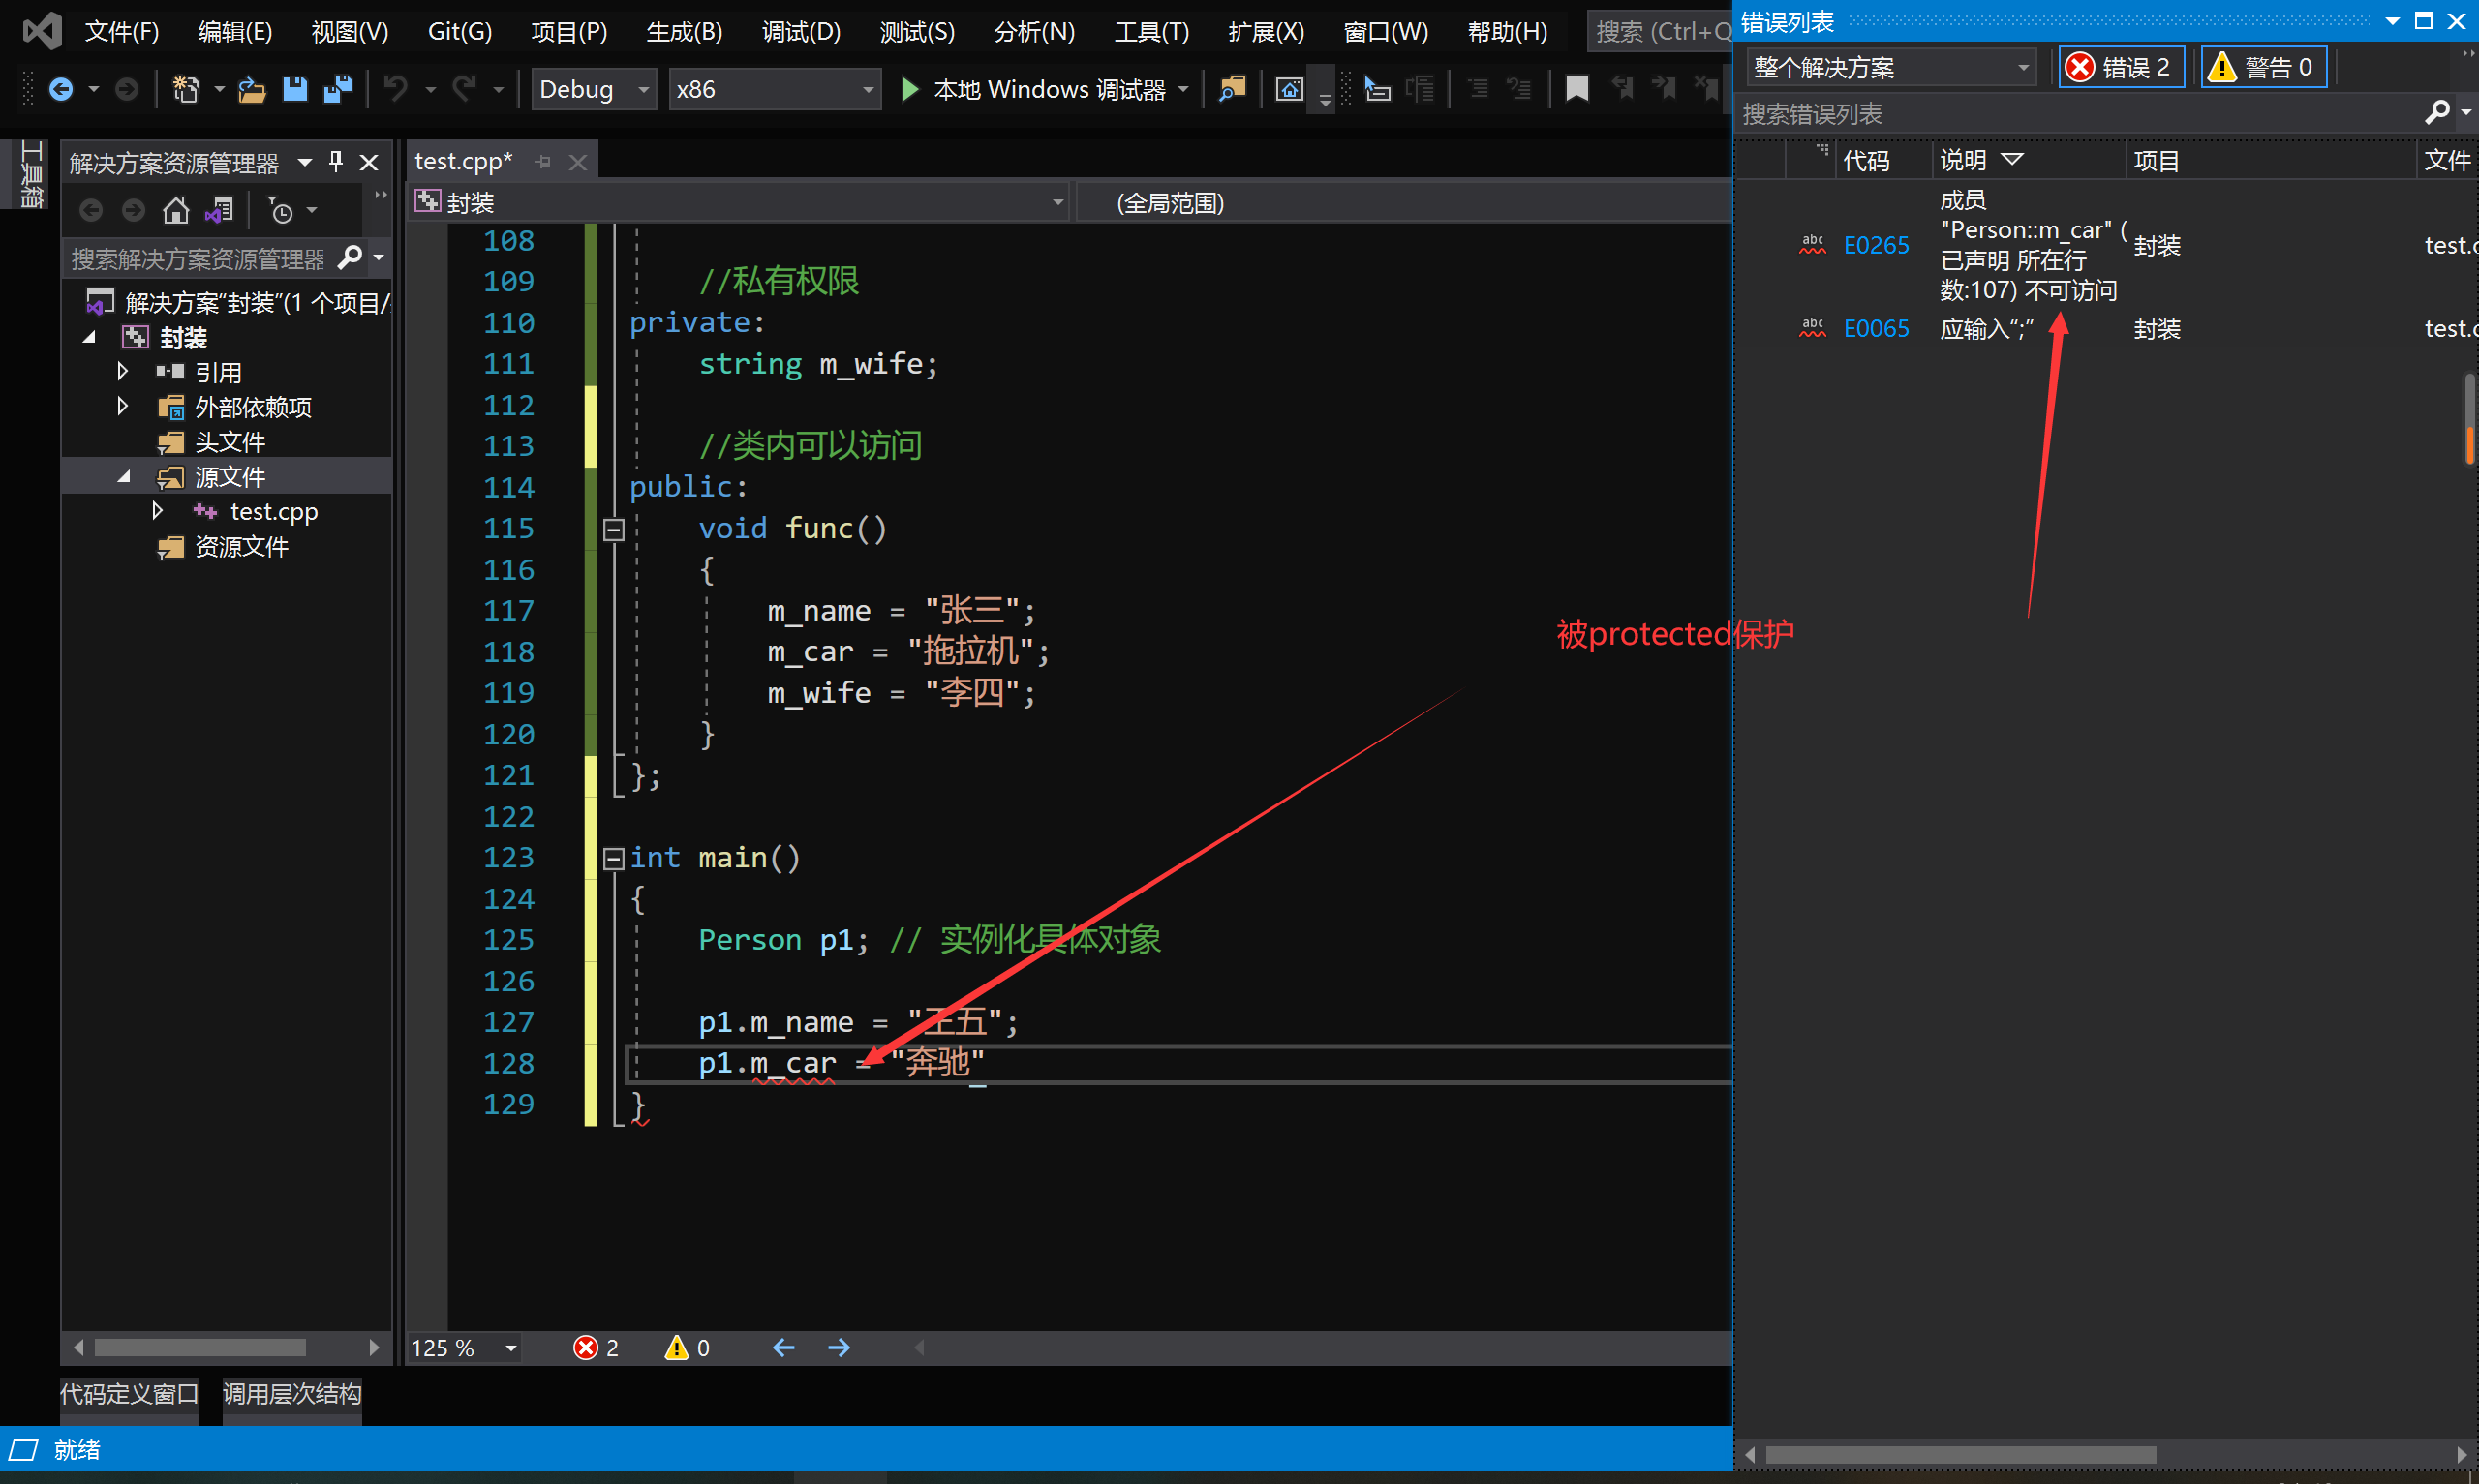 文件(F) 编辑(E) 视图(V) Git(G) 项目(P) 生成(B) 调试(D) 测试(S) 分析(N) 工具(T) 扩展(X) 窗口(W) 帮助(H) 搜索 (Ctrl+Q
Debug x86 本地 Windows 调试器
工具箱
解决方案资源管理器
搜索解决方案资源管理器
解决方案“封装”(1 个项目/
封装
引用
外部依赖项
头文件
源文件
test.cpp
资源文件
test.cpp*
封装 (全局范围)
108
109 //私有权限
110 private:
111 string m_wife;
112
113 //类内可以访问
114 public:
115 void func()
116 {
117 m_name = "张三";
118 m_car = "拖拉机";
119 m_wife = "李四";
120 }
121 };
122
123 int main()
124 {
125 Person p1; // 实例化具体对象
126
127 p1.m_name = "王五";
128 p1.m_car = "奔驰"
129 }
被protected保护
125 % 2 0
代码定义窗口 调用层次结构
就绪
错误列表
整个解决方案 错误 2 警告 0
搜索错误列表
代码 说明 项目 文件
E0265 成员
"Person::m_car" (
已声明 所在行
数:107) 不可访问 封装 test.c
E0065 应输入“;” 封装 test.c